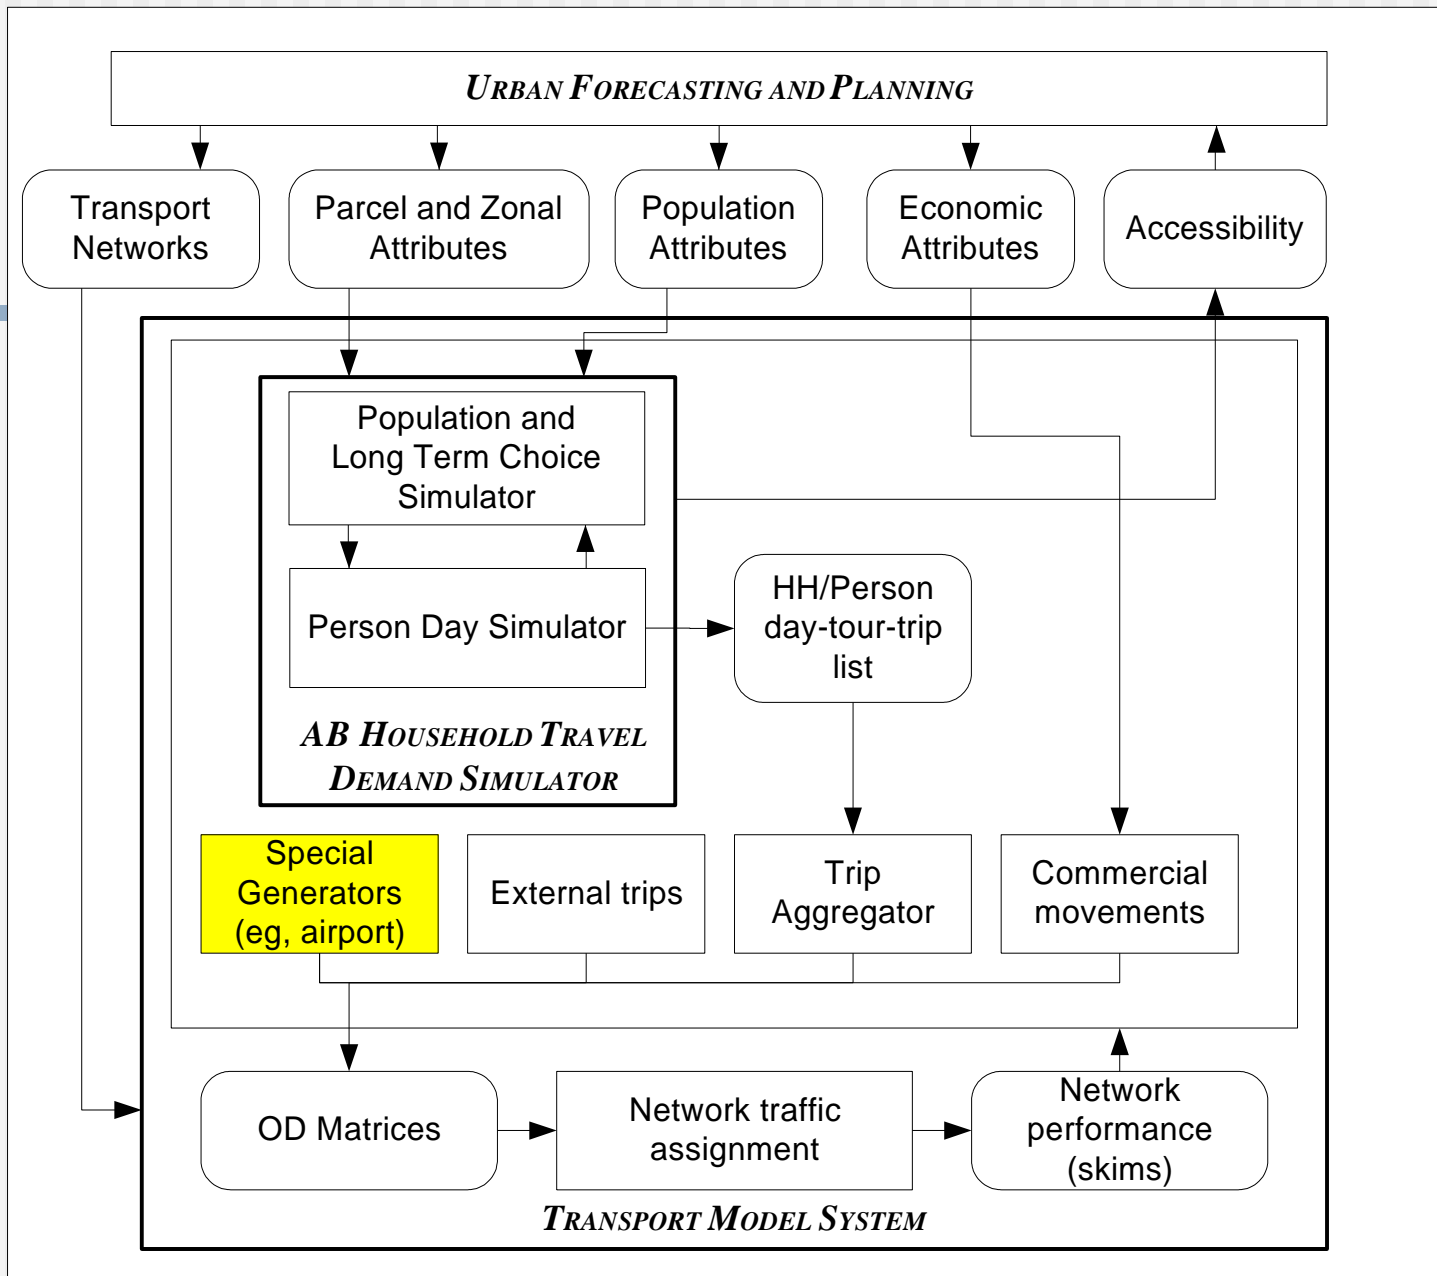 URBAN FORECASTING AND PLANNING
Transport
Networks
Parcel and Zonal
Attributes
Population
Attributes
Economic
Attributes
Accessibility
Population and
Long Term Choice
Simulator
Person Day Simulator
HH/Person
day-tour-trip
list
AB HOUSEHOLD TRAVEL
DEMAND SIMULATOR
Special
Generators
(eg, airport)
External trips
Trip
Aggregator
Commercial
movements
OD Matrices
Network traffic
assignment
Network
performance
(skims)
TRANSPORT MODEL SYSTEM